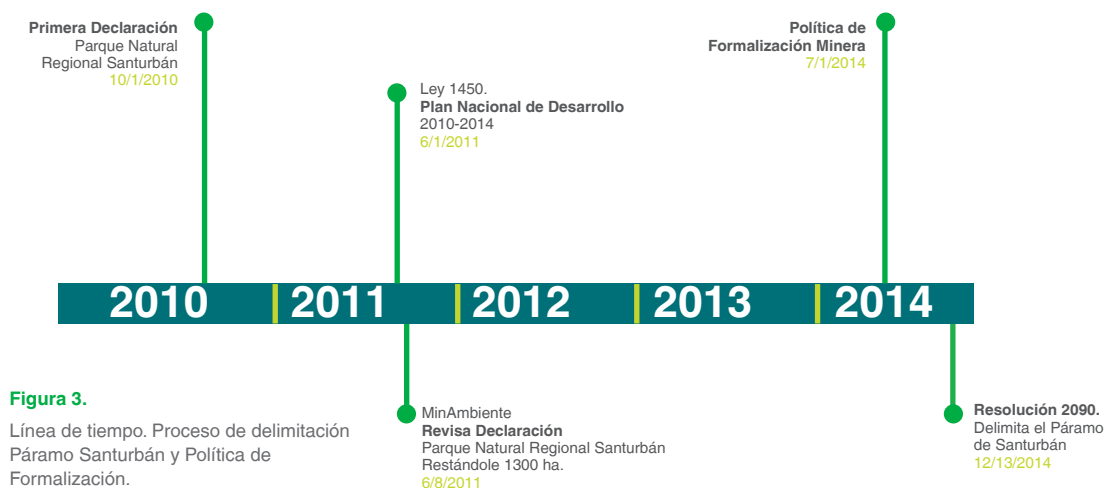 Primera Declaración
Parque Natural
Regional Santurbán
10/1/2010
Ley 1450.
Plan Nacional de Desarrollo
2010-2014
6/1/2011
Política de
Formalización Minera
7/1/2014
2010
2011
2012
2013
2014
Figura 3.
Línea de tiempo. Proceso de delimitación
Páramo Santurbán y Política de
Formalización.
MinAmbiente
Revisa Declaración
Parque Natural Regional Santurbán
Restándole 1300 ha.
6/8/2011
Resolución 2090.
Delimita el Páramo
de Santurbán
12/13/2014